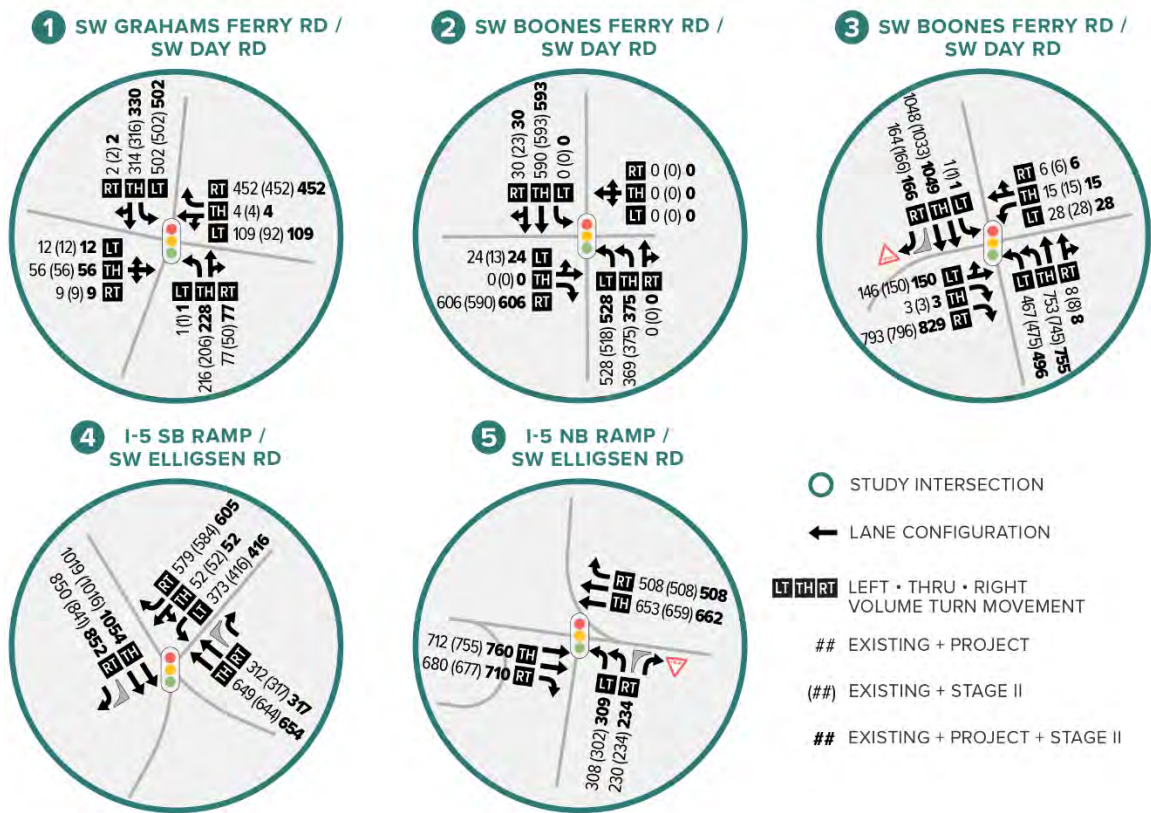 1 SW GRAHAMS FERRY RD /
SW DAY RD
2 (2) 2
314 (316) 330
502 (502) 502
RT TH LT
RT 452 (452) 452
TH 4 (4) 4
LT 109 (92) 109
12 (12) 12 LT
56 (56) 56 TH
9 (9) 9 RT
LT TH RT
1 (1) 1
216 (206) 228
77 (50) 77
2 SW BOONES FERRY RD /
SW DAY RD
30 (23) 30
590 (593) 593
0 (0) 0
RT TH LT
RT 0 (0) 0
TH 0 (0) 0
LT 0 (0) 0
24 (13) 24 LT
0 (0) 0 TH
606 (590) 606 RT
LT TH RT
528 (518) 528
369 (375) 375
0 (0) 0
3 SW BOONES FERRY RD /
SW DAY RD
164 (166) 166
1048 (1033) 1049
1 (1) 1
RT TH LT
RT 6 (6) 6
TH 15 (15) 15
LT 28 (28) 28
146 (150) 150 LT
3 (3) 3 TH
793 (796) 829 RT
LT TH RT
467 (475) 496
753 (745) 755
8 (8) 8
4 I-5 SB RAMP /
SW ELLIGSEN RD
RT 579 (584) 605
TH 52 (52) 52
LT 373 (416) 416
1019 (1016) 1054 TH
850 (841) 852 RT
TH RT
312 (317) 317
649 (644) 654
5 I-5 NB RAMP /
SW ELLIGSEN RD
RT 508 (508) 508
TH 653 (659) 662
712 (755) 760 TH
680 (677) 710 RT
LT RT
308 (302) 309
230 (234) 234
STUDY INTERSECTION
LANE CONFIGURATION
LT TH RT LEFT • THRU • RIGHT
VOLUME TURN MOVEMENT
## EXISTING + PROJECT
(##) EXISTING + STAGE II
## EXISTING + PROJECT + STAGE II